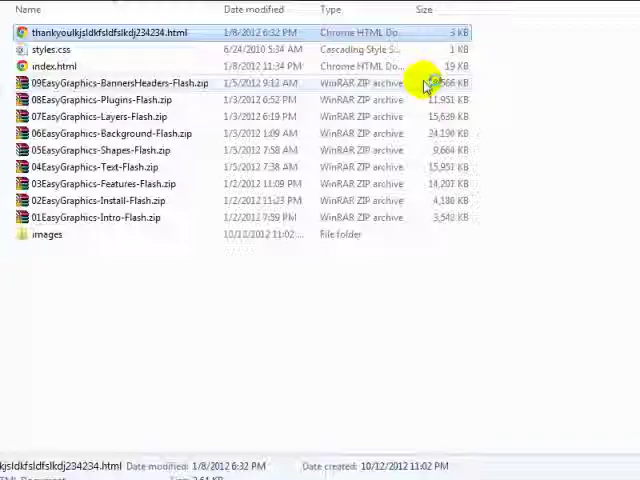 Name Date modified Type Size
thankyoulkjsldkfsldfslkdj234234.html 1/8/2012 6:32 PM Chrome HTML Do... 3 KB
styles.css 6/24/2010 5:34 AM Cascading Style S... 1 KB
index.html 1/8/2012 11:34 PM Chrome HTML Do... 19 KB
09EasyGraphics-BannersHeaders-Flash.zip 1/5/2012 9:12 AM WinRAR ZIP archive KB
08EasyGraphics-Plugins-Flash.zip 1/3/2012 6:52 PM WinRAR ZIP archive 11,951 KB
07EasyGraphics-Layers-Flash.zip 1/3/2012 6:19 PM WinRAR ZIP archive 15,639 KB
06EasyGraphics-Background-Flash.zip 1/3/2012 1:09 AM WinRAR ZIP archive 24,196 KB
05EasyGraphics-Shapes-Flash.zip 1/5/2012 7:58 AM WinRAR ZIP archive 9,664 KB
04EasyGraphics-Text-Flash.zip 1/5/2012 7:38 AM WinRAR ZIP archive 15,957 KB
03EasyGraphics-Features-Flash.zip 1/2/2012 11:09 PM WinRAR ZIP archive 14,207 KB
02EasyGraphics-Install-Flash.zip 1/2/2012 11:23 PM WinRAR ZIP archive 4,186 KB
01EasyGraphics-Intro-Flash.zip 1/2/2012 7:59 PM WinRAR ZIP archive 3,548 KB
images 10/12/2012 11:02 ... File folder
kjsldkfsldfslkdj234234.html Date modified: 1/8/2012 6:32 PM Date created: 10/12/2012 11:02 PM